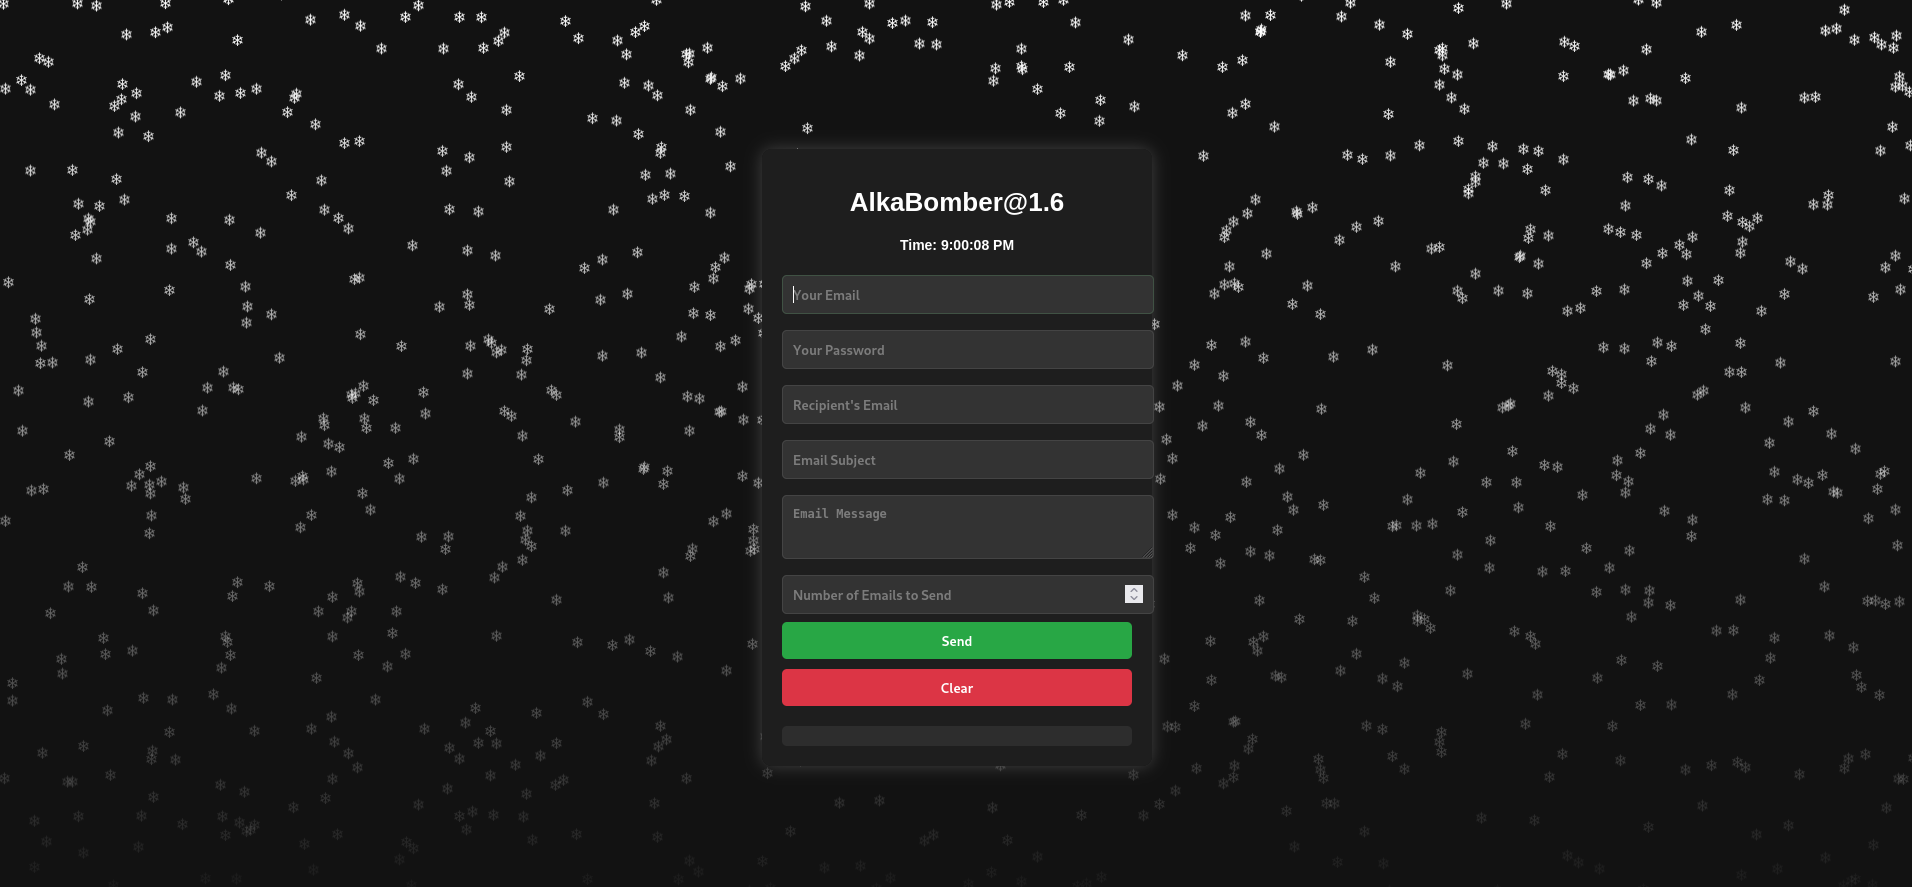 AlkaBomber@1.6
Time: 9:00:08 PM
Your Email
Your Password
Recipient's Email
Email Subject
Email Message
Number of Emails to Send
Send
Clear